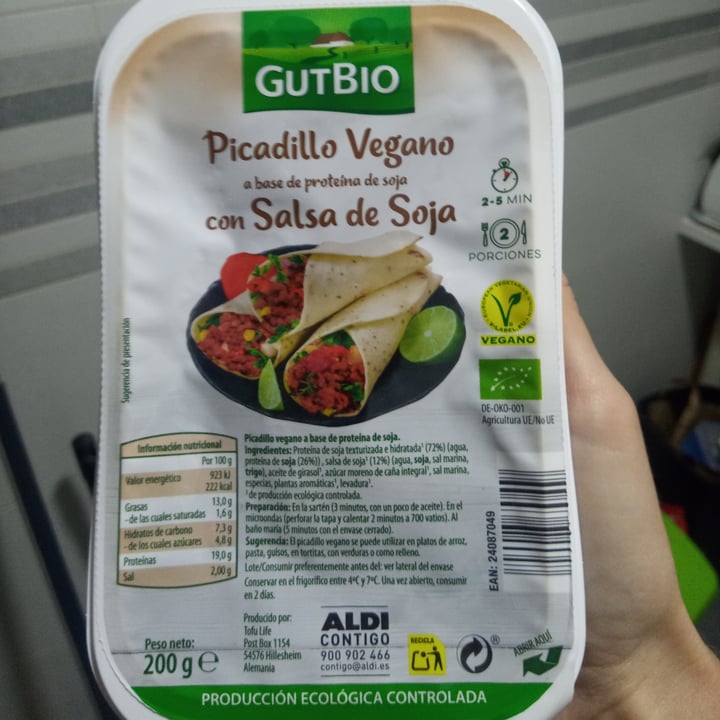 GUTBIO
Picadillo Vegano
a base de proteína de soja
con Salsa de Soja
2-5 MIN
2
PORCIONES
EUROPEAN VEGETARIAN
V-LABEL.EU
VEGANO
DE-ÖKO-001
Agricultura UE/No UE
Sugerencia de presentación
Información nutricional
Por 100 g
Valor energético 923 kJ
222 kcal
Grasas 13,0 g
- de las cuales saturadas 1,6 g
Hidratos de carbono 7,3 g
- de los cuales azúcares 4,8 g
Proteínas 19,0 g
Sal 2,00 g
Picadillo vegano a base de proteína de soja.
Ingredientes: Proteína de soja texturizada e hidratada¹ (72%) (agua,
proteína de soja (26%)), salsa de soja¹ (12%) (agua, soja, sal marina,
trigo), aceite de girasol¹, azúcar moreno de caña integral¹, sal marina,
especias, plantas aromáticas¹, levadura¹.
¹de producción ecológica controlada.
Preparación: En la sartén (3 minutos, con un poco de aceite). En el
microondas (perforar la tapa y calentar 2 minutos a 700 vatios). Al
baño maría (5 minutos con el envase cerrado).
Sugerencia: El picadillo vegano se puede utilizar en platos de arroz,
pasta, guisos, en tortitas, con verduras o como relleno.
Lote/Consumir preferentemente antes del: ver lateral del envase
Conservar en el frigorífico entre 4ºC y 7ºC. Una vez abierto, consumir
en 2 días.
EAN: 24087049
Peso neto:
200 g e
Producido por:
Tofu Life
Post Box 1154
54576 Hillesheim
Alemania
ALDI
CONTIGO
900 902 466
contigo@aldi.es
RECICLA
®
ABRIR AQUÍ
PRODUCCIÓN ECOLÓGICA CONTROLADA